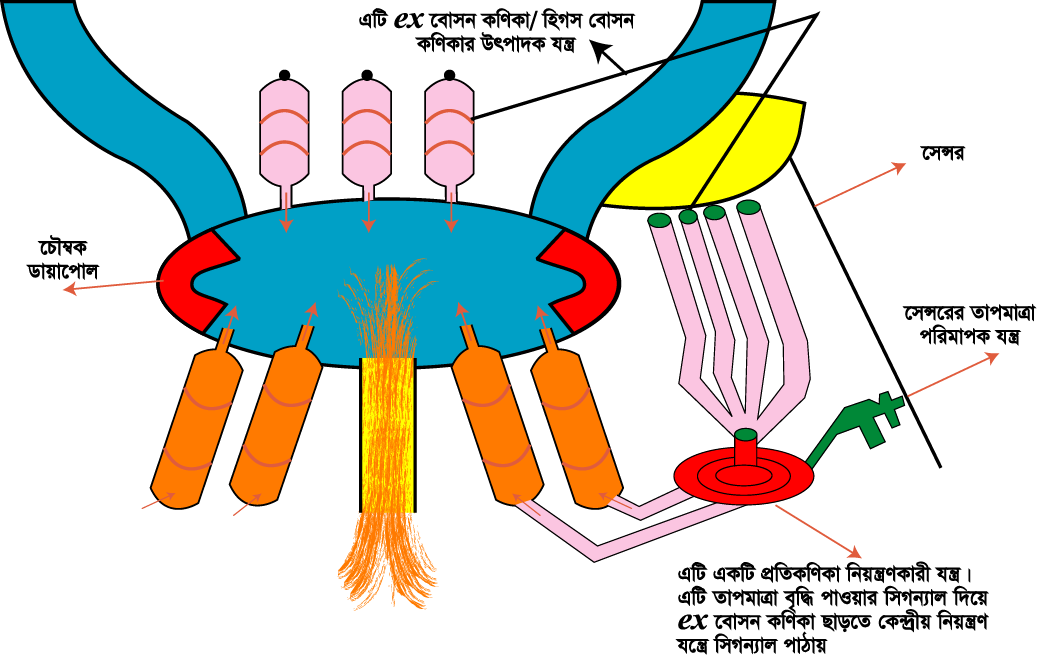 এটি ex বোসন কণিকা/ হিগস বোসন
কণিকার উৎপাদক যন্ত্র
সেন্সর
চৌম্বক
ডায়াপোল
সেন্সরের তাপমাত্রা
পরিমাপক যন্ত্র
এটি একটি প্রতিকণিকা নিয়ন্ত্রণকারী যন্ত্র।
এটি তাপমাত্রা বৃদ্ধি পাওয়ার সিগন্যাল দিয়ে
ex বোসন কণিকা ছাড়তে কেন্দ্রীয় নিয়ন্ত্রণ
যন্ত্রে সিগন্যাল পাঠায়